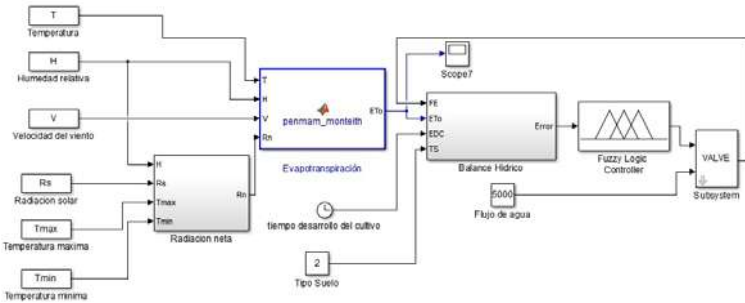 T
Temperatura
H
Humedad relativa
V
Velocidad del viento
Rs
Radiacion solar
Tmax
Temperatura maxima
Tmin
Temperatura minima
H
Rs
Tmax
Tmin
Rn
Radiacion neta
T
H
V
Rn
penmam_monteith
ETo
Evapotranspiración
Scope7
tiempo desarrollo del cultivo
2
Tipo Suelo
FE
ETo
EDC
TS
Error
Balance Hidrico
Fuzzy Logic
Controller
5000
Flujo de agua
VALVE
Subsystem